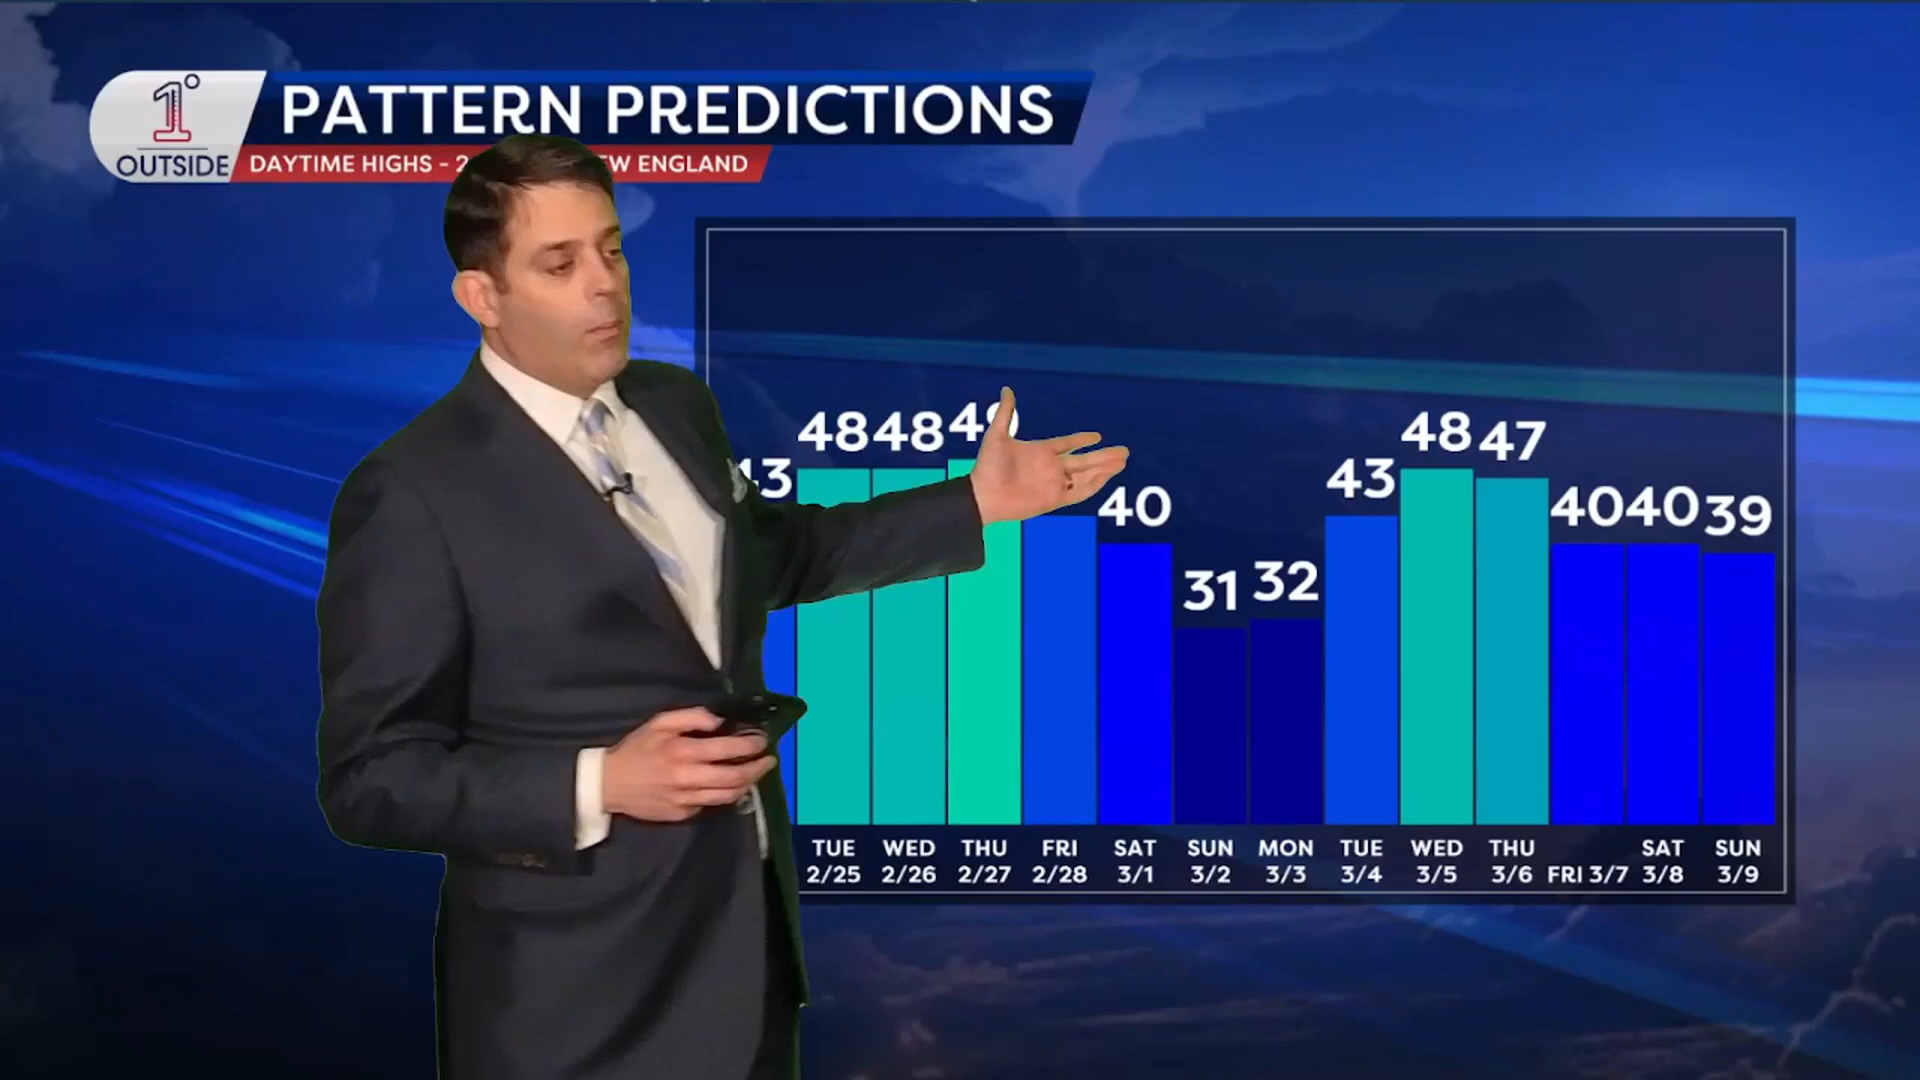 1°
OUTSIDE
PATTERN PREDICTIONS
DAYTIME HIGHS - 2 ENGLAND
48 48 49 40 31 32 43 48 47 40 40 39
TUE WED THU FRI SAT SUN MON TUE WED THU SAT SUN
2/25 2/26 2/27 2/28 3/1 3/2 3/3 3/4 3/5 3/6 FRI 3/7 3/8 3/9